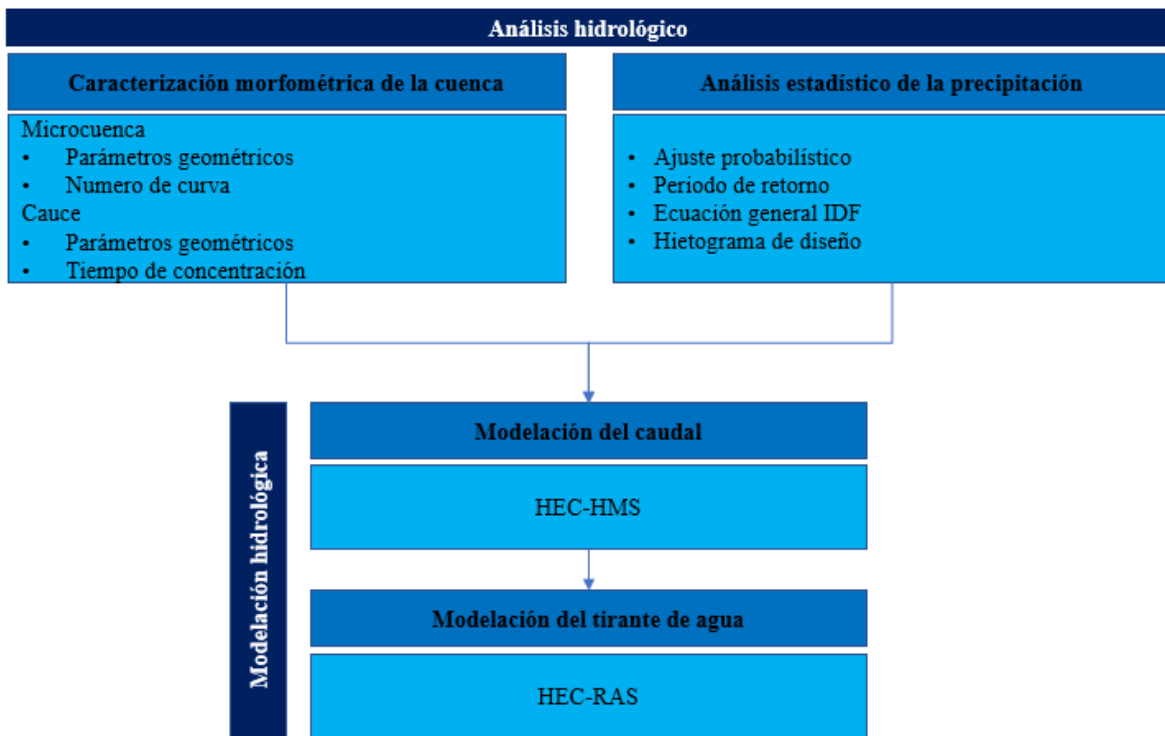 Análisis hidrológico
Caracterización morfométrica de la cuenca
Microcuenca
• Parámetros geométricos
• Numero de curva
Cauce
• Parámetros geométricos
• Tiempo de concentración
Análisis estadístico de la precipitación
• Ajuste probabilístico
• Periodo de retorno
• Ecuación general IDF
• Hietograma de diseño
Modelación hidrológica
Modelación del caudal
HEC-HMS
Modelación del tirante de agua
HEC-RAS